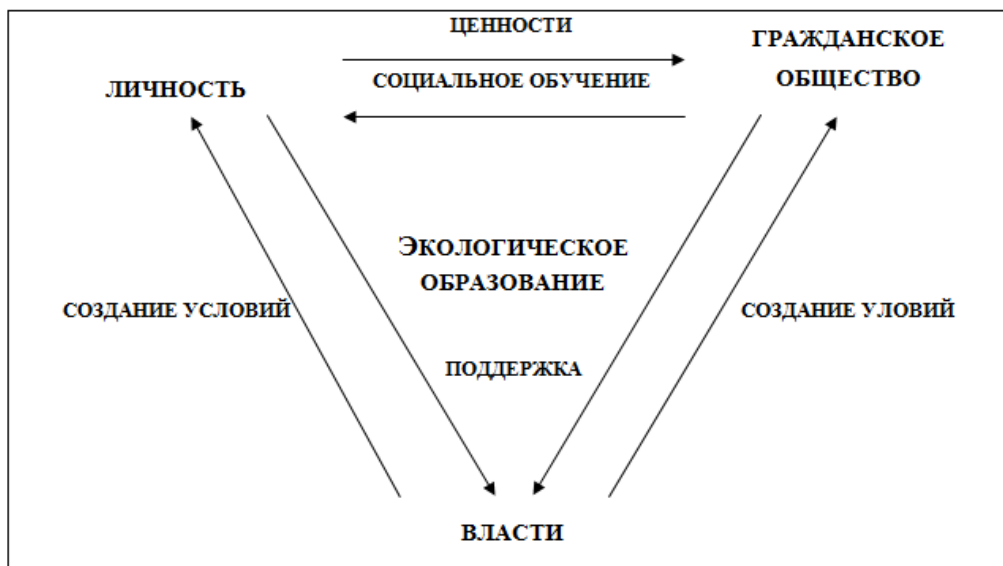 ЦЕННОСТИ
ГРАЖДАНСКОЕ
ОБЩЕСТВО
СОЦИАЛЬНОЕ ОБУЧЕНИЕ
ЛИЧНОСТЬ
ЭКОЛОГИЧЕСКОЕ
ОБРАЗОВАНИЕ
СОЗДАНИЕ УСЛОВИЙ
СОЗДАНИЕ УЛОВИЙ
ПОДДЕРЖКА
ВЛАСТИ